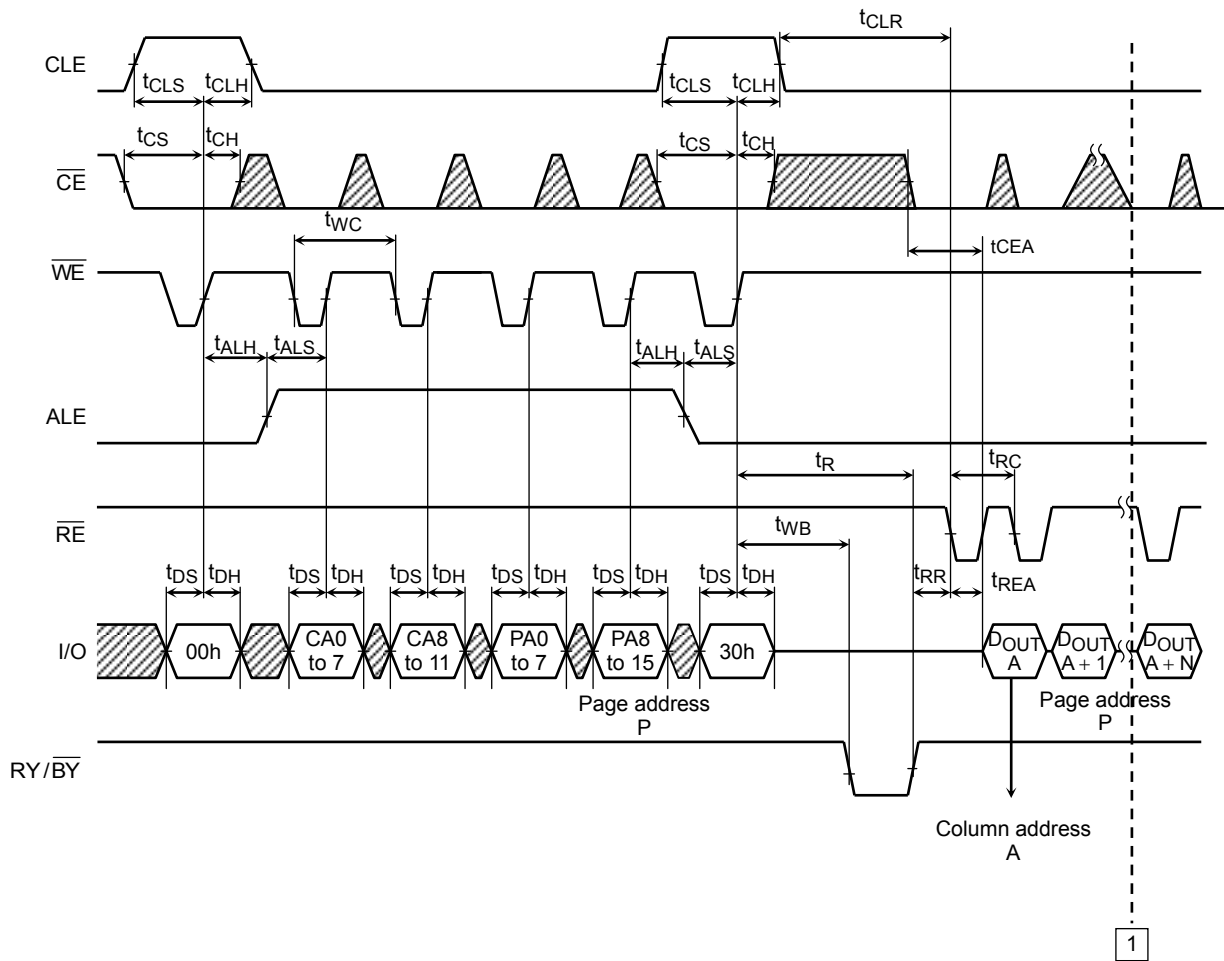 tCLR
CLE
tCLS tCLH tCLS tCLH
tCS tCH tCS tCH
CE
tWC
tCEA
WE
tALH tALS tALH tALS
ALE
tR tRC
RE
tWB
tDS tDH tDS tDH tDS tDH tDS tDH tDS tDH tDS tDH tRR tREA
I/O
00h
CA0
to 7
CA8
to 11
PA0
to 7
PA8
to 15
30h
DOUT
A
DOUT
A + 1
DOUT
A + N
Page address
P
Page address
P
RY/BY
Column address
A
1